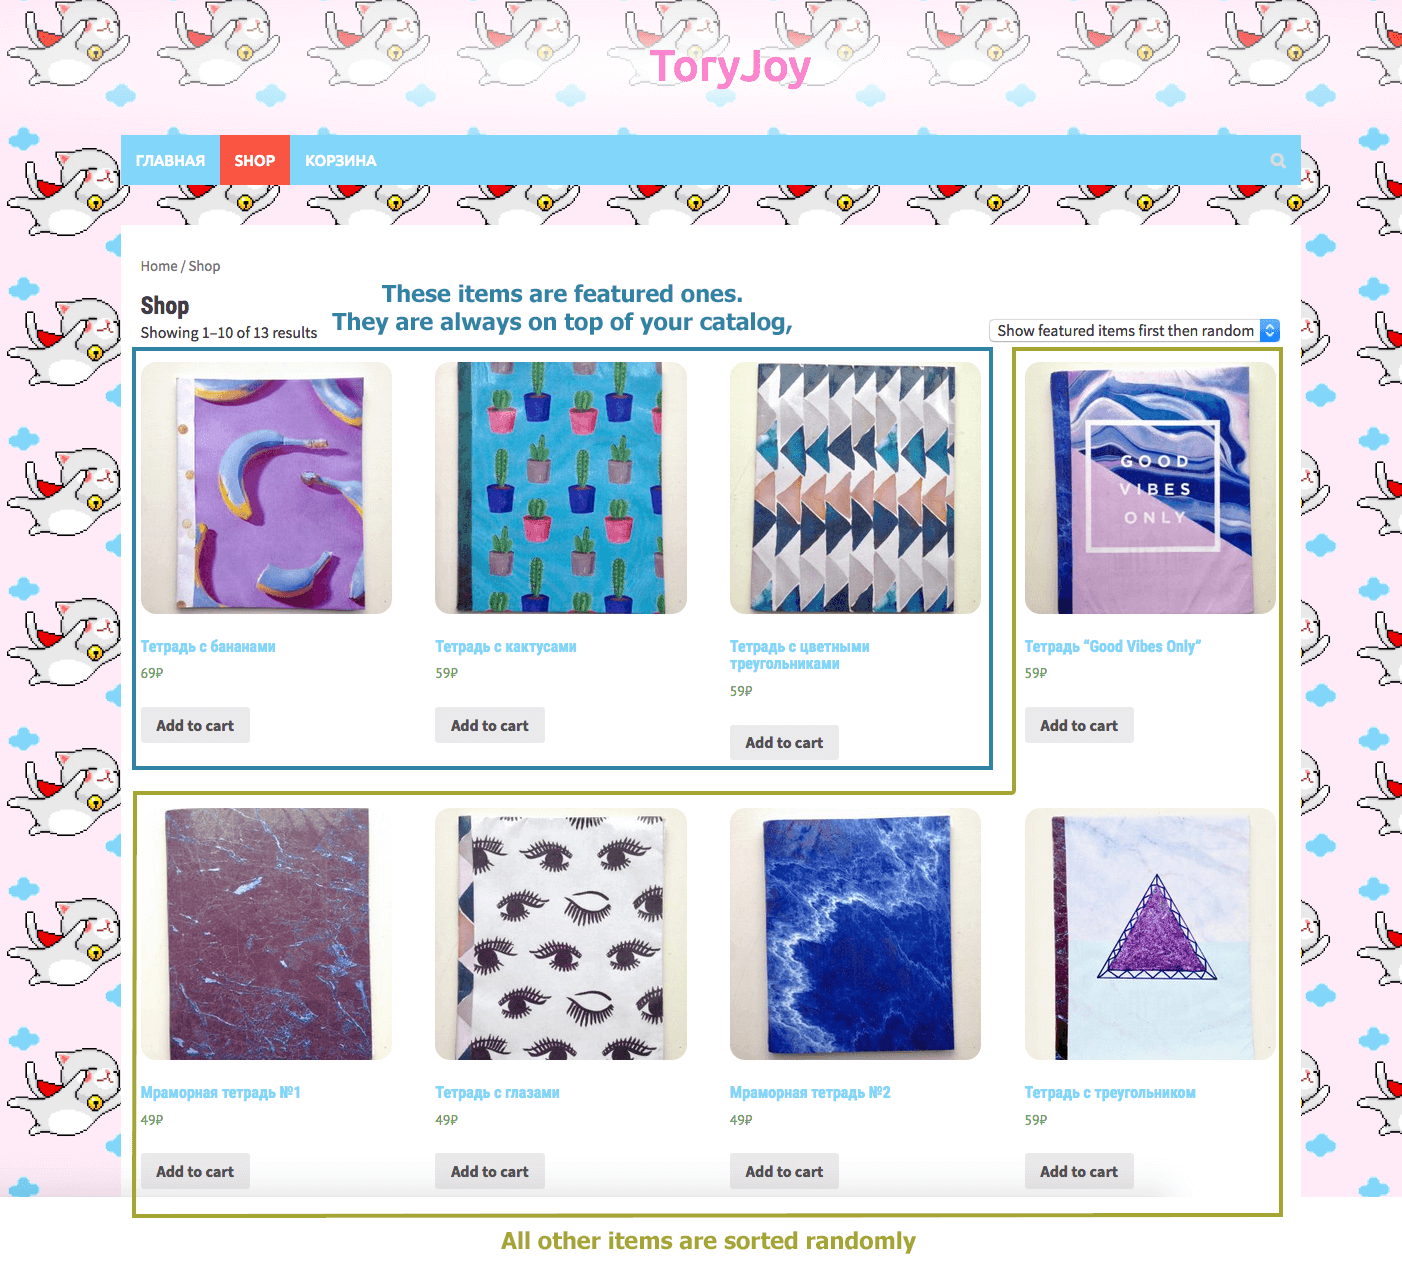 ToryJoy
ГЛАВНАЯ SHOP КОРЗИНА
Home / Shop
These items are featured ones.
They are always on top of your catalog,
Shop
Showing 1–10 of 13 results
Show featured items first then random
GOOD
VIBES
ONLY
Тетрадь с бананами
69₽
Add to cart
Тетрадь с кактусами
59₽
Add to cart
Тетрадь с цветными
треугольниками
59₽
Add to cart
Тетрадь “Good Vibes Only”
59₽
Add to cart
Мраморная тетрадь №1
49₽
Add to cart
Тетрадь с глазами
49₽
Add to cart
Мраморная тетрадь №2
49₽
Add to cart
Тетрадь с треугольником
59₽
Add to cart
All other items are sorted randomly